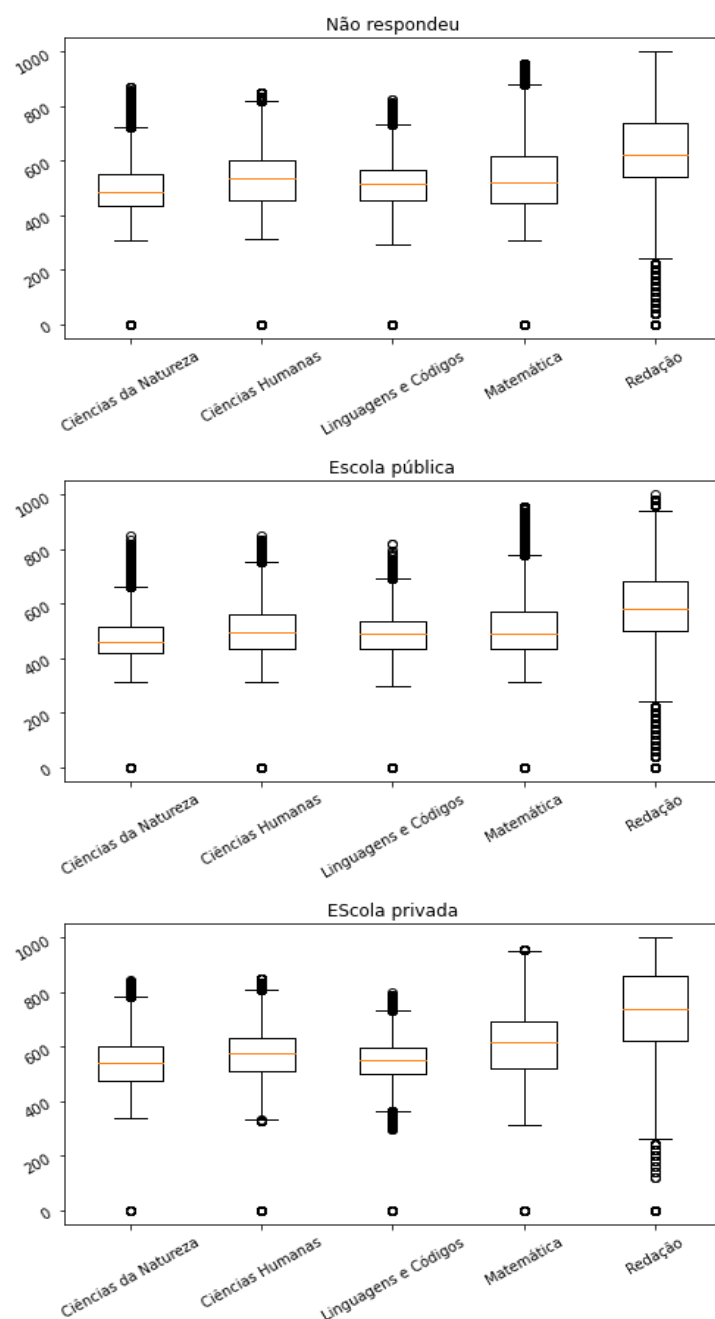 Não respondeu
1000
800
600
400
200
0
Ciências da Natureza
Ciências Humanas
Linguagens e Códigos
Matemática
Redação
Escola pública
1000
800
600
400
200
0
Ciências da Natureza
Ciências Humanas
Linguagens e Códigos
Matemática
Redação
EScola privada
1000
800
600
400
200
0
Ciências da Natureza
Ciências Humanas
Linguagens e Códigos
Matemática
Redação